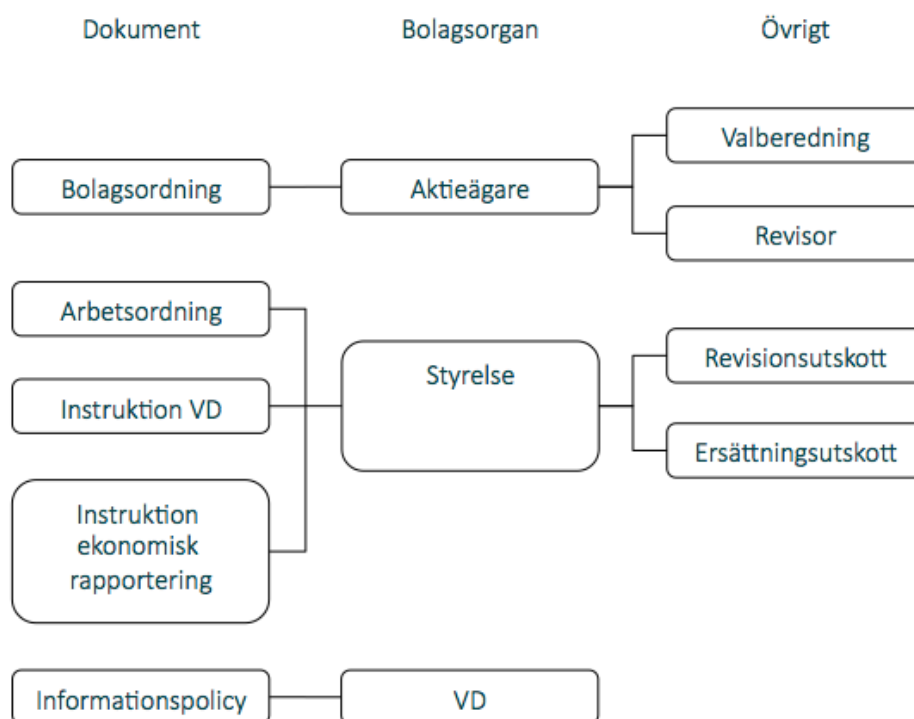 Dokument
Bolagsorgan
Övrigt
Valberedning
Bolagsordning
Aktieägare
Revisor
Arbetsordning
Styrelse
Revisionsutskott
Instruktion VD
Ersättningsutskott
Instruktion
ekonomisk
rapportering
Informationspolicy
VD